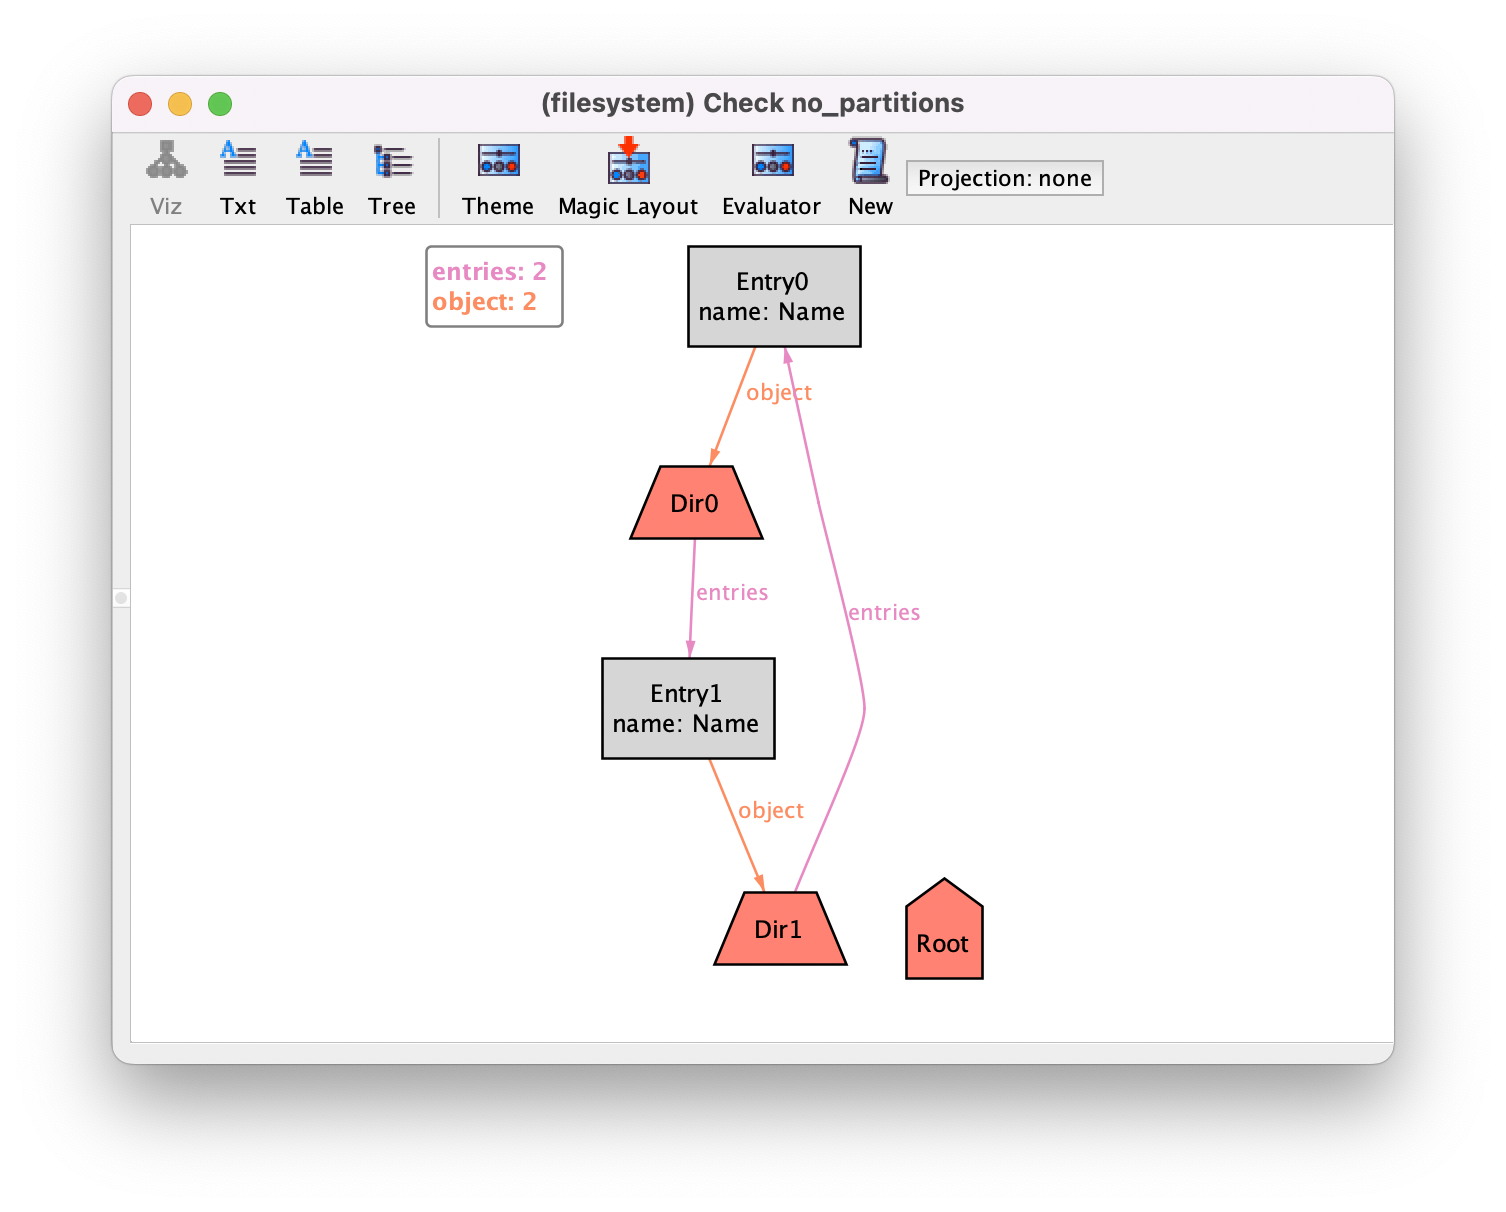 (filesystem) Check no_partitions
Viz
Txt
Table
Tree
Theme
Magic Layout
Evaluator
New
Projection: none
entries: 2
object: 2
Entry0
name: Name
object
Dir0
entries
entries
Entry1
name: Name
object
Dir1
Root